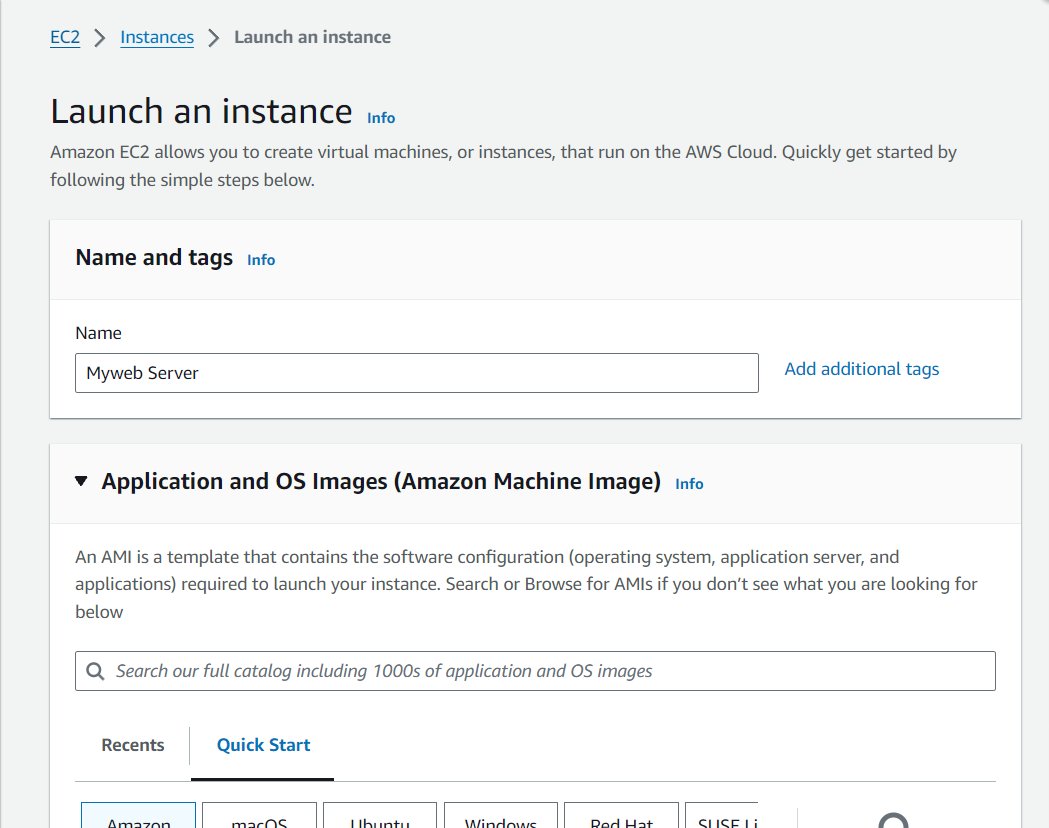 EC2 > Instances > Launch an instance
Launch an instance Info
Amazon EC2 allows you to create virtual machines, or instances, that run on the AWS Cloud. Quickly get started by
following the simple steps below.
Name and tags Info
Name
Myweb Server Add additional tags
Application and OS Images (Amazon Machine Image) Info
An AMI is a template that contains the software configuration (operating system, application server, and
applications) required to launch your instance. Search or Browse for AMIs if you don’t see what you are looking for
below
Search our full catalog including 1000s of application and OS images
Recents Quick Start
Amazon macOS Ubuntu Windows Red Hat SUSE Li